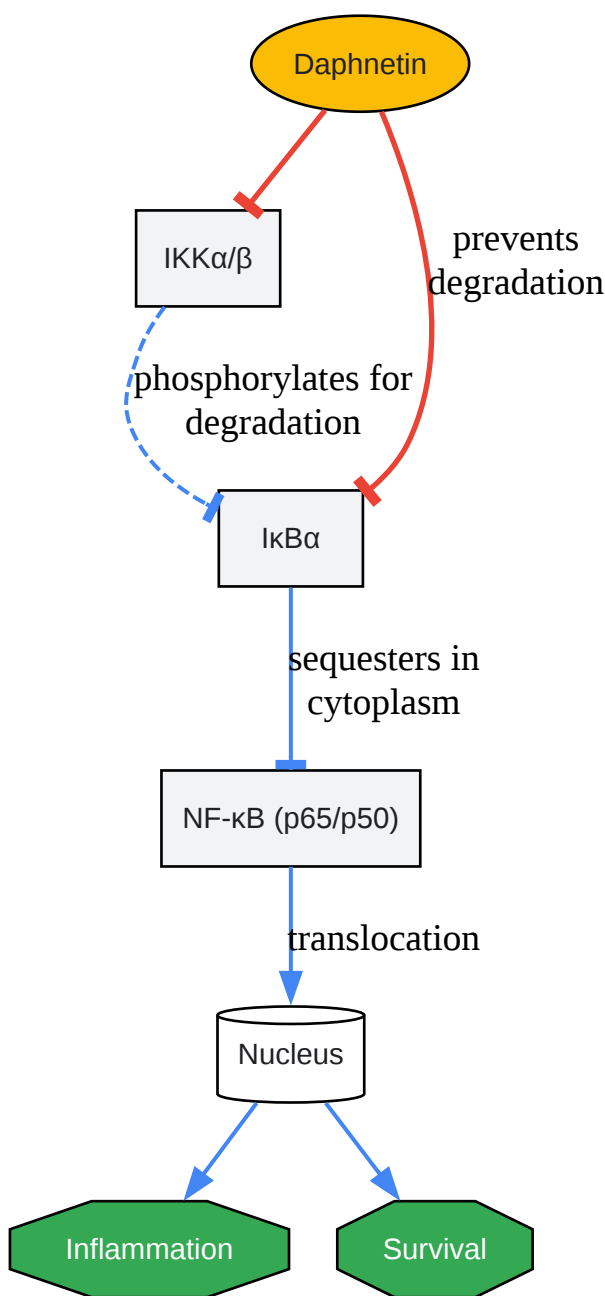 Daphnetin
prevents
degradation
IKKα/β
phosphorylates for
degradation
IκBα
sequesters in
cytoplasm
NF-κB (p65/p50)
translocation
Nucleus
Inflammation
Survival